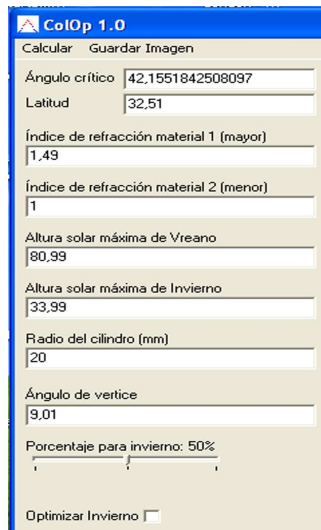 ColOp 1.0
Calcular Guardar Imagen
Ángulo crítico 42,1551842508097
Latitud 32,51
Índice de refracción material 1 (mayor)
1,49
Índice de refracción material 2 (menor)
1
Altura solar máxima de Vreano
80,99
Altura solar máxima de Invierno
33,99
Radio del cilindro (mm)
20
Ángulo de vertice
9,01
Porcentaje para invierno: 50%
Optimizar Invierno